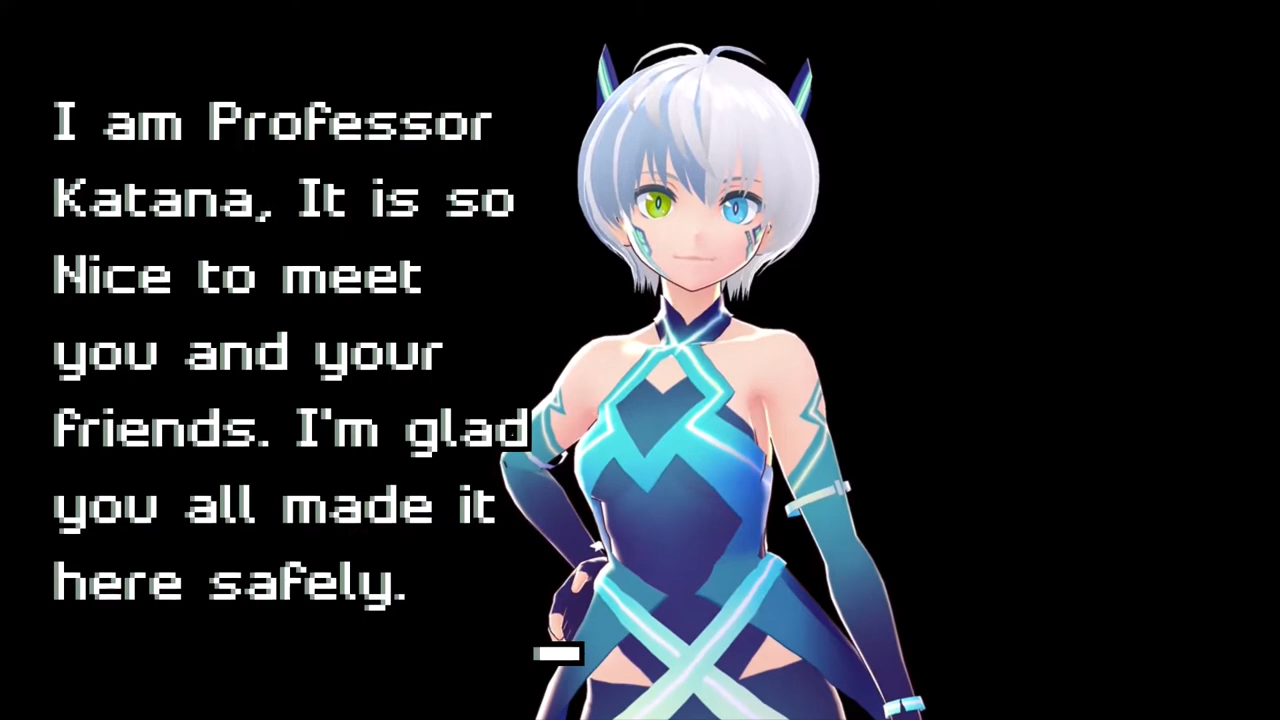 I am Professor
Katana, It is so
Nice to meet
you and your
friends. I'm glad
you all made it
here safely.